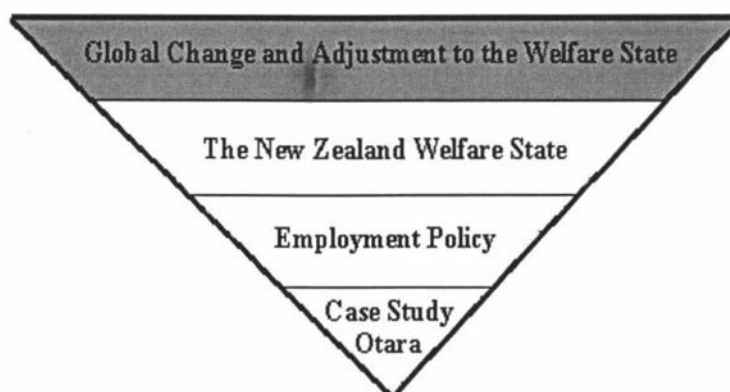 Global Change and Adjustment to the Welfare State
The New Zealand Welfare State
Employment Policy
Case Study
Otara